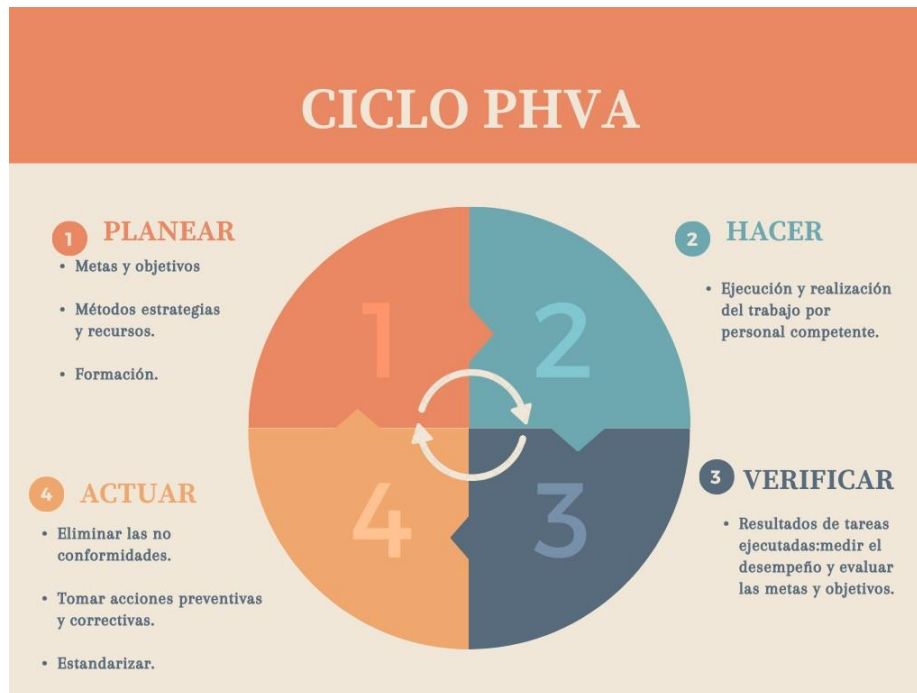 CICLO PHVA
1 PLANEAR
• Metas y objetivos
• Métodos estrategias
y recursos.
• Formación.
2 HACER
• Ejecución y realización
del trabajo por
personal competente.
1
2
3
4
3 VERIFICAR
• Resultados de tareas
ejecutadas:medir el
desempeño y evaluar
las metas y objetivos.
4 ACTUAR
• Eliminar las no
conformidades.
• Tomar acciones preventivas
y correctivas.
• Estandarizar.